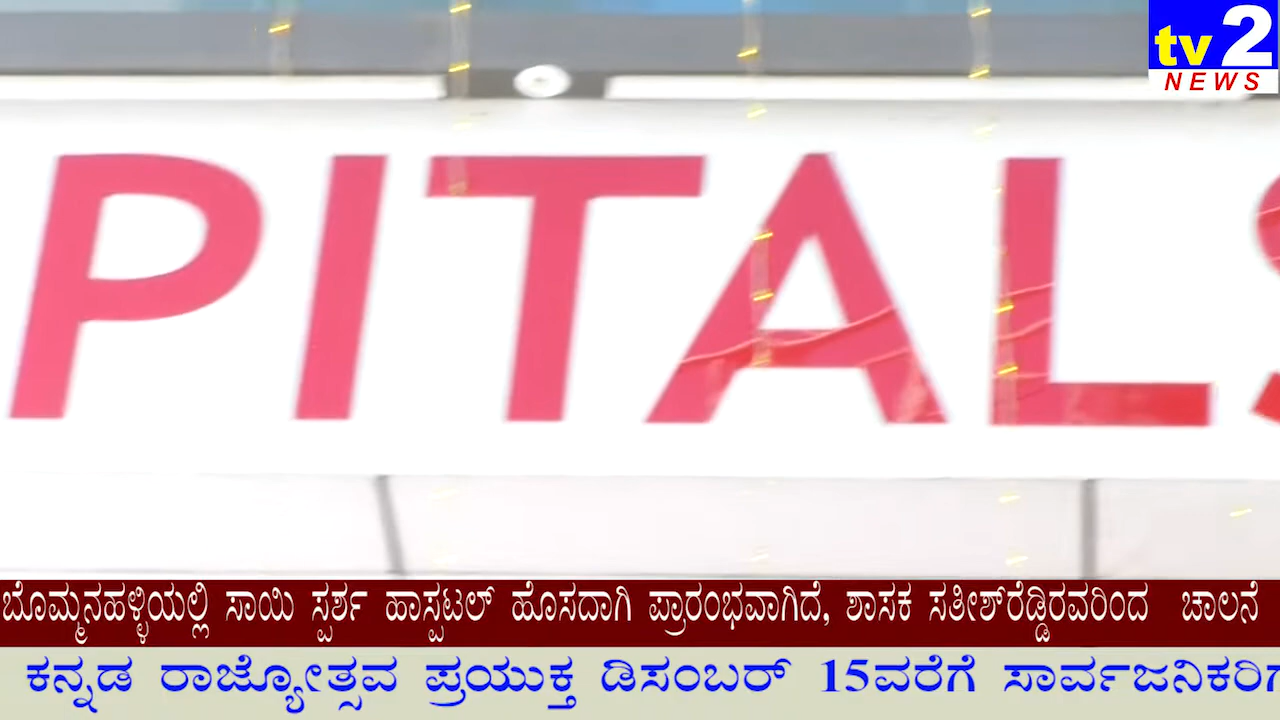 tv2
NEWS
PITALS
ಬೊಮ್ಮನಹಳ್ಳಿಯಲ್ಲಿ ಸಾಯಿ ಸ್ಪರ್ಶ ಹಾಸ್ಪಟಲ್ ಹೊಸದಾಗಿ ಪ್ರಾರಂಭವಾಗಿದೆ, ಶಾಸಕ ಸತೀಶ್‌ರೆಡ್ಡಿರವರಿಂದ ಚಾಲನೆ
ಕನ್ನಡ ರಾಜ್ಯೋತ್ಸವ ಪ್ರಯುಕ್ತ ಡಿಸಂಬರ್ 15ವರೆಗೆ ಸಾರ್ವಜನಿಕರಿಗ